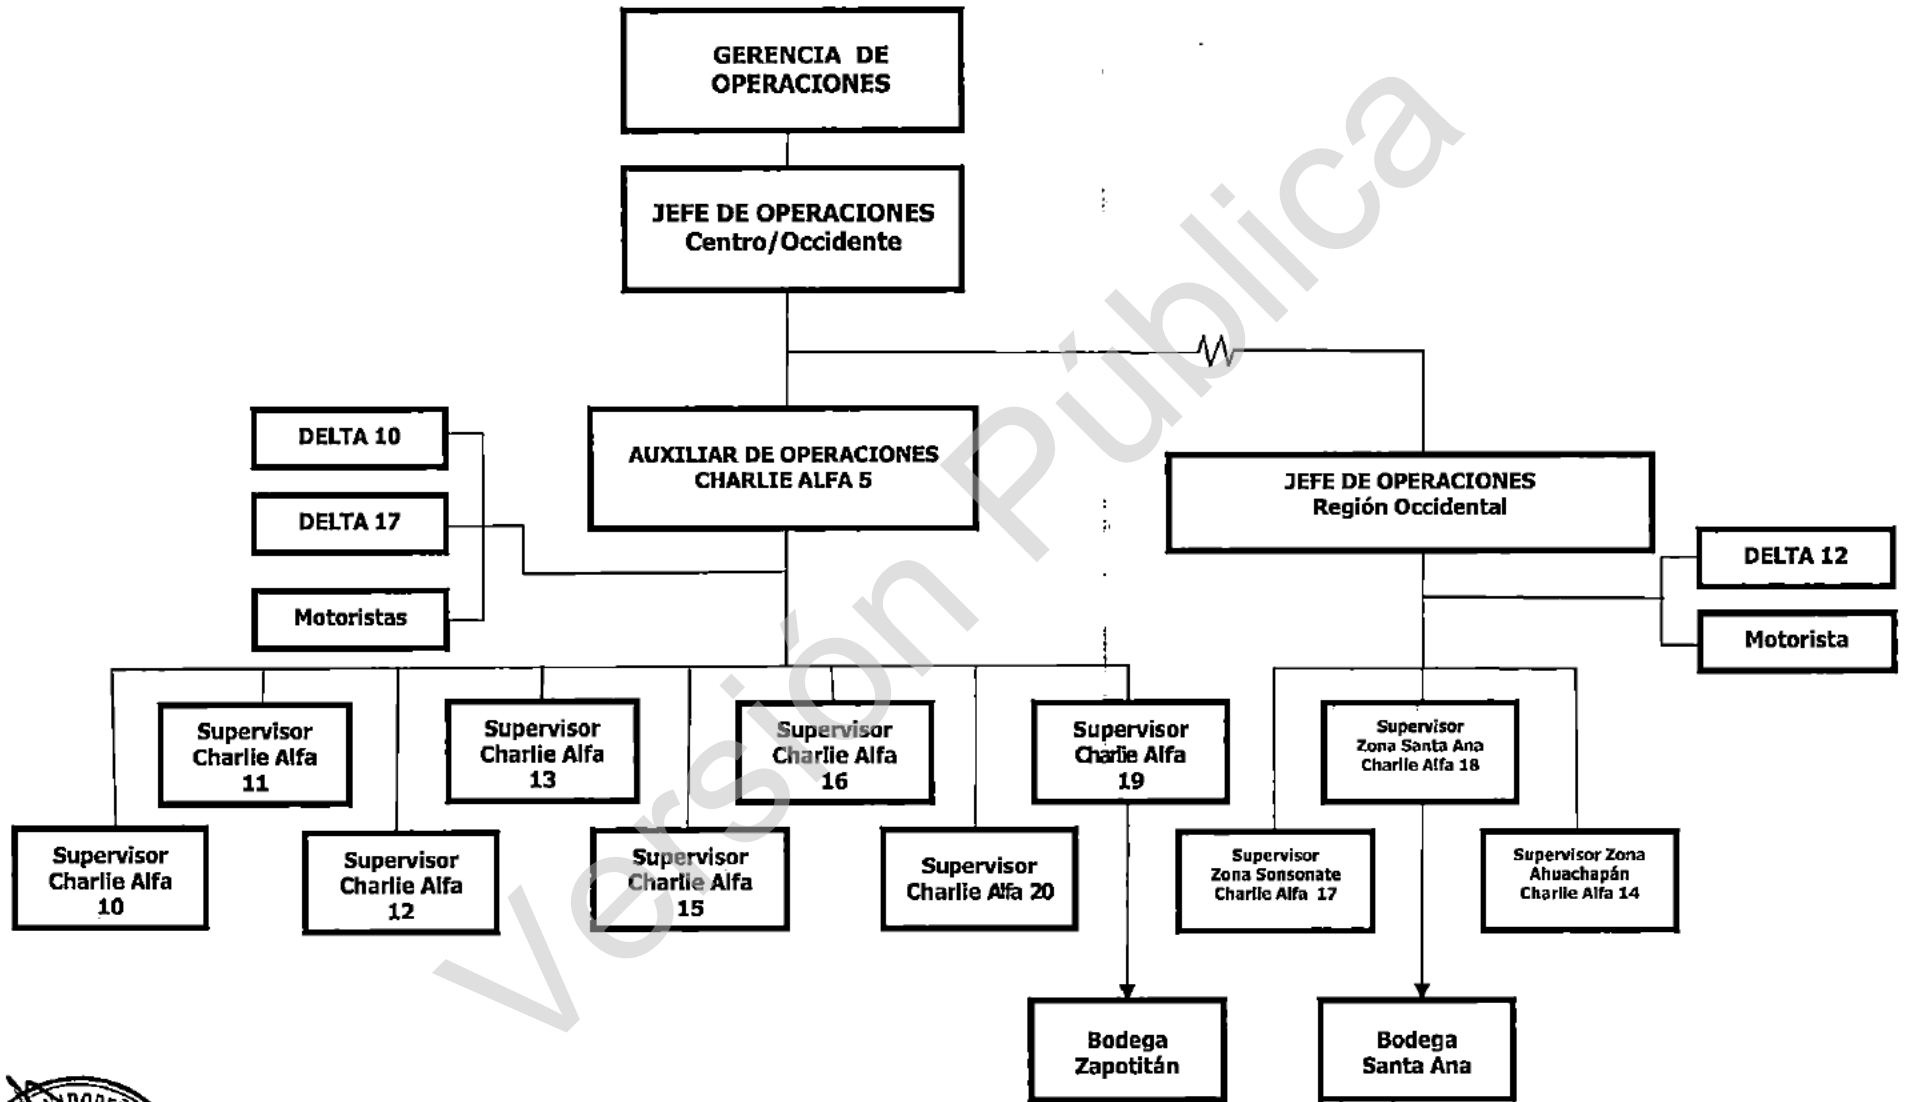 GERENCIA DE
OPERACIONES
JEFE DE OPERACIONES
Centro/Occidente
DELTA 10
DELTA 17
Motoristas
AUXILIAR DE OPERACIONES
CHARLIE ALFA 5
JEFE DE OPERACIONES
Región Occidental
DELTA 12
Motorista
Supervisor
Charlie Alfa
11
Supervisor
Charlie Alfa
13
Supervisor
Charlie Alfa
16
Supervisor
Charlie Alfa
19
Supervisor
Zona Santa Ana
Charlie Alfa 18
Supervisor
Charlie Alfa
10
Supervisor
Charlie Alfa
12
Supervisor
Charlie Alfa
15
Supervisor
Charlie Alfa 20
Supervisor
Zona Sonsonate
Charlie Alfa 17
Supervisor Zona
Ahuachapán
Charlie Alfa 14
Bodega
Zapotitán
Bodega
Santa Ana
Versión Pública